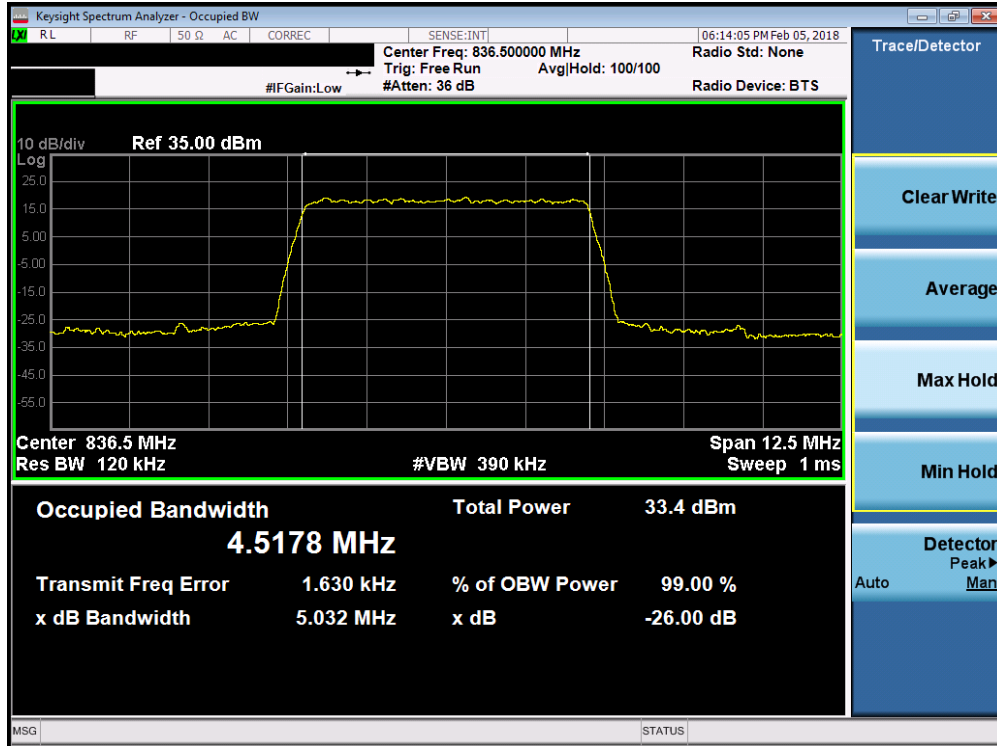 Keysight Spectrum Analyzer - Occupied BW
LXI RL RF 50 Ω AC CORREC SENSE:INT 06:14:05 PM Feb 05, 2018
Center Freq: 836.500000 MHz Radio Std: None
Trig: Free Run Avg|Hold: 100/100
#IFGain:Low #Atten: 36 dB Radio Device: BTS
10 dB/div Ref 35.00 dBm
Log
25.0
15.0
5.00
-5.00
-15.0
-25.0
-35.0
-45.0
-55.0
Center 836.5 MHz Span 12.5 MHz
Res BW 120 kHz #VBW 390 kHz Sweep 1 ms
Occupied Bandwidth Total Power 33.4 dBm
4.5178 MHz
Transmit Freq Error 1.630 kHz % of OBW Power 99.00 %
x dB Bandwidth 5.032 MHz x dB -26.00 dB
MSG STATUS
Trace/Detector
Clear Write
Average
Max Hold
Min Hold
Detector
Peak▶
Auto Man